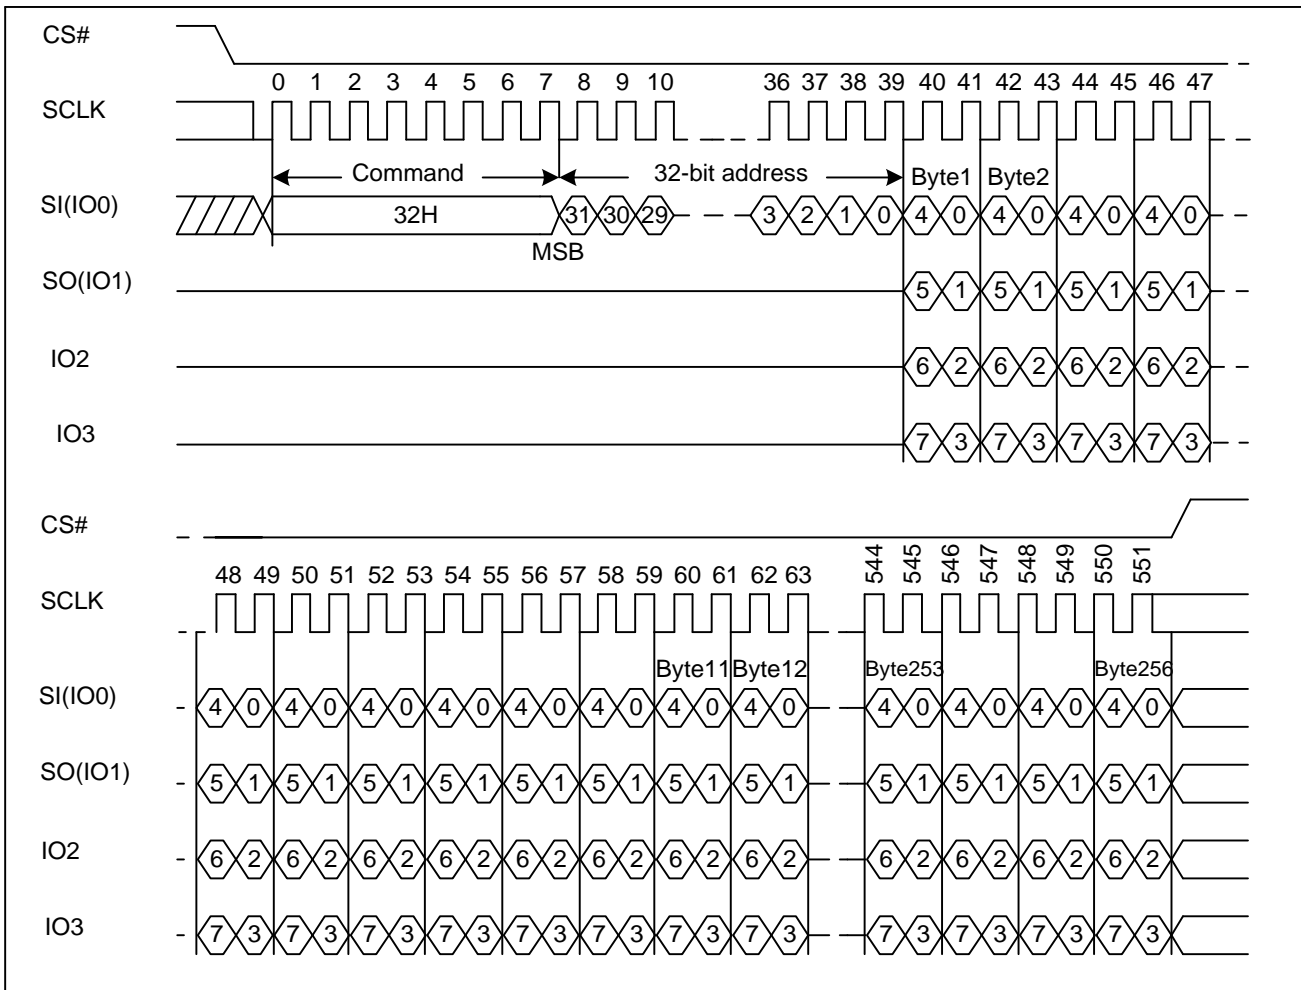 CS#
0 1 2 3 4 5 6 7 8 9 10 36 37 38 39 40 41 42 43 44 45 46 47
SCLK
Command 32-bit address Byte1 Byte2
SI(IO0) 32H 31 30 29 3 2 1 0 4 0 4 0 4 0 4 0
MSB
SO(IO1) 5 1 5 1 5 1 5 1
IO2 6 2 6 2 6 2 6 2
IO3 7 3 7 3 7 3 7 3
CS#
48 49 50 51 52 53 54 55 56 57 58 59 60 61 62 63 544 545 546 547 548 549 550 551
SCLK
Byte11 Byte12 Byte253 Byte256
SI(IO0) 4 0 4 0 4 0 4 0 4 0 4 0 4 0 4 0 4 0 4 0 4 0 4 0
SO(IO1) 5 1 5 1 5 1 5 1 5 1 5 1 5 1 5 1 5 1 5 1 5 1 5 1
IO2 6 2 6 2 6 2 6 2 6 2 6 2 6 2 6 2 6 2 6 2 6 2 6 2
IO3 7 3 7 3 7 3 7 3 7 3 7 3 7 3 7 3 7 3 7 3 7 3 7 3